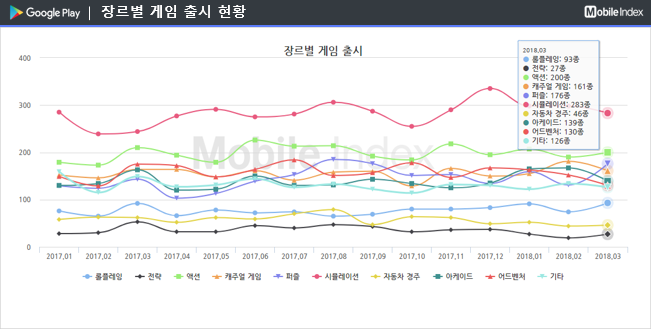 Google Play | 장르별 게임 출시 현황
Mobile Index
장르별 게임 출시
2018,03
롤플레잉: 93종
전략: 27종
액션: 200종
캐주얼 게임: 161종
퍼즐: 176종
시뮬레이션: 283종
자동차 경주: 46종
아케이드: 139종
어드벤처: 130종
기타: 126종
400
300
200
100
0
Mobile Index
2017,01 2017,02 2017,03 2017,04 2017,05 2017,06 2017,07 2017,08 2017,09 2017,10 2017,11 2017,12 2018,01 2018,02 2018,03
롤플레잉 전략 액션 캐주얼 게임 퍼즐 시뮬레이션 자동차 경주 아케이드 어드벤처 기타